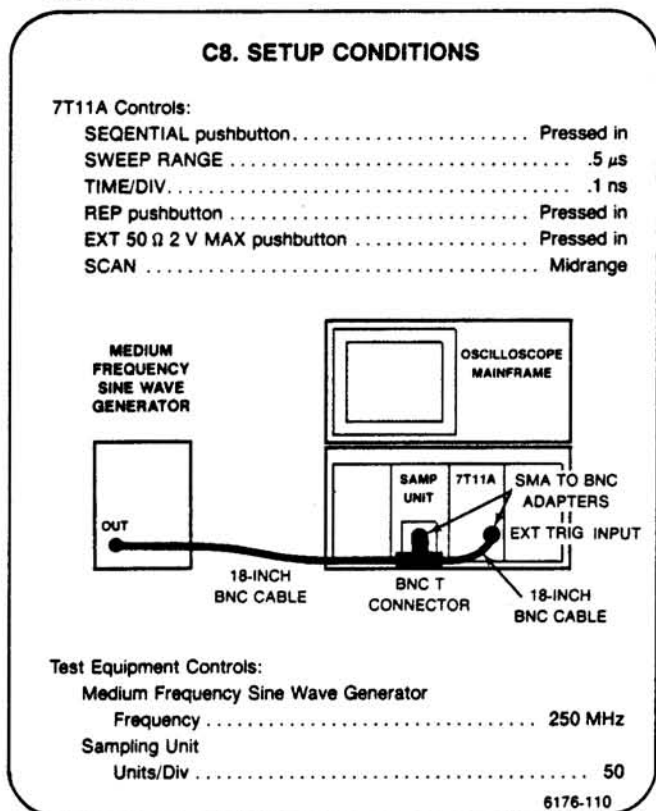 C8. SETUP CONDITIONS
7T11A Controls:
SEQENTIAL pushbutton........................ Pressed in
SWEEP RANGE .............................. .5 μs
TIME/DIV.................................... .1 ns
REP pushbutton ............................ Pressed in
EXT 50 Ω 2 V MAX pushbutton ............... Pressed in
SCAN ..................................... Midrange
MEDIUM
FREQUENCY
SINE WAVE
GENERATOR
OSCILLOSCOPE
MAINFRAME
SAMP
UNIT
7T11A
SMA TO BNC
ADAPTERS
OUT
EXT TRIG INPUT
18-INCH
BNC CABLE
BNC T
CONNECTOR
18-INCH
BNC CABLE
Test Equipment Controls:
Medium Frequency Sine Wave Generator
Frequency ................................. 250 MHz
Sampling Unit
Units/Div ...................................... 50
6176-110